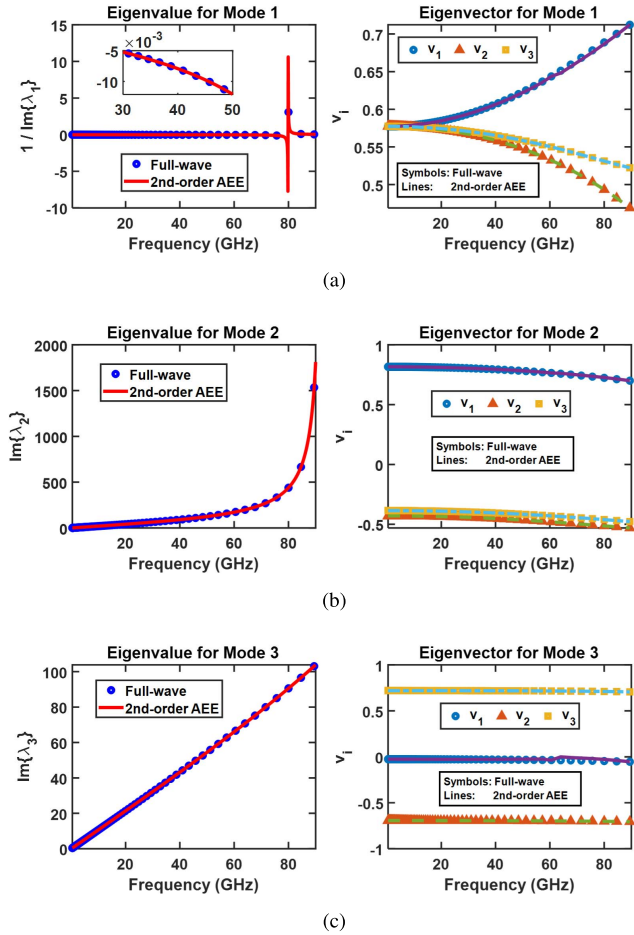 Eigenvalue for Mode 1
1 / Im{λ1}
15
10
5
0
-5
-10
×10^-3
-5
-10
30 40 50
Full-wave
2nd-order AEE
20 40 60 80
Frequency (GHz)
Eigenvector for Mode 1
vi
0.7
0.65
0.6
0.55
0.5
v1 v2 v3
Symbols: Full-wave
Lines: 2nd-order AEE
20 40 60 80
Frequency (GHz)
(a)
Eigenvalue for Mode 2
Im{λ2}
2000
1500
1000
500
0
Full-wave
2nd-order AEE
20 40 60 80
Frequency (GHz)
Eigenvector for Mode 2
vi
1
0.5
0
-0.5
v1 v2 v3
Symbols: Full-wave
Lines: 2nd-order AEE
20 40 60 80
Frequency (GHz)
(b)
Eigenvalue for Mode 3
Im{λ3}
100
80
60
40
20
0
Full-wave
2nd-order AEE
20 40 60 80
Frequency (GHz)
Eigenvector for Mode 3
vi
1
0.5
0
-0.5
-1
v1 v2 v3
Symbols: Full-wave
Lines: 2nd-order AEE
20 40 60 80
Frequency (GHz)
(c)